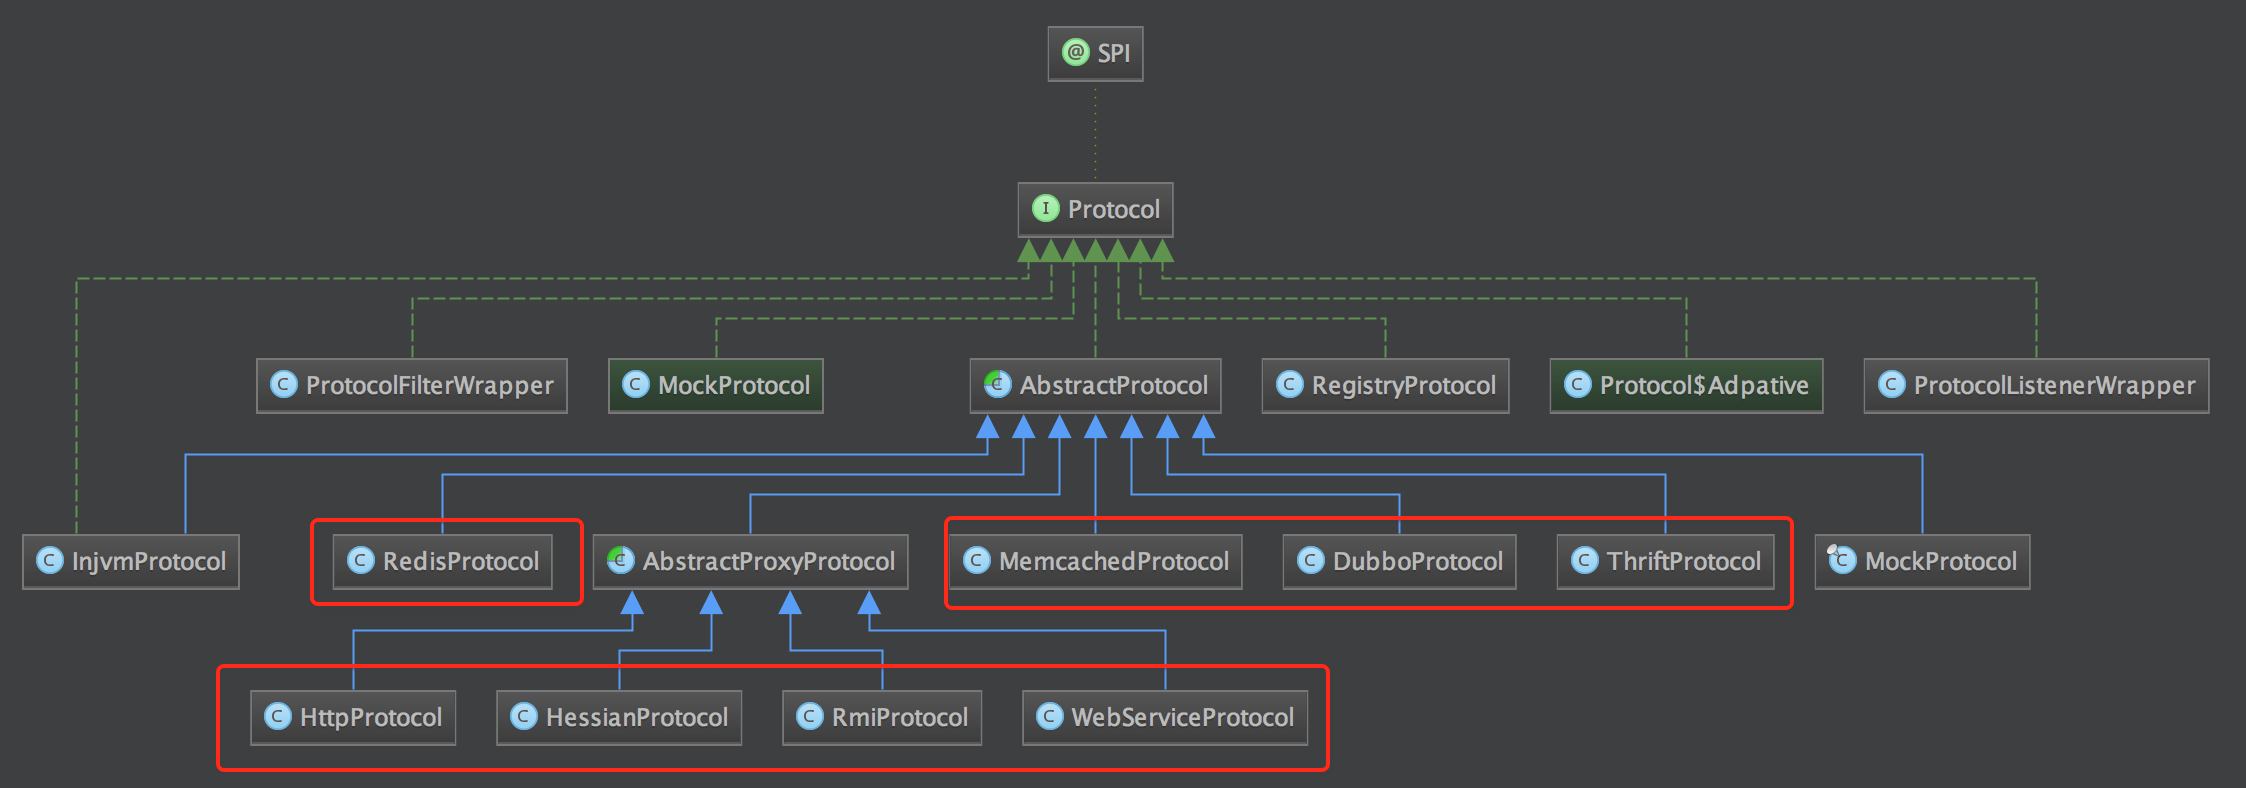 @ SPI
I Protocol
C ProtocolFilterWrapper
C MockProtocol
C AbstractProtocol
C RegistryProtocol
C Protocol$Adpative
C ProtocolListenerWrapper
C InjvmProtocol
C RedisProtocol
C AbstractProxyProtocol
C MemcachedProtocol
C DubboProtocol
C ThriftProtocol
C MockProtocol
C HttpProtocol
C HessianProtocol
C RmiProtocol
C WebServiceProtocol